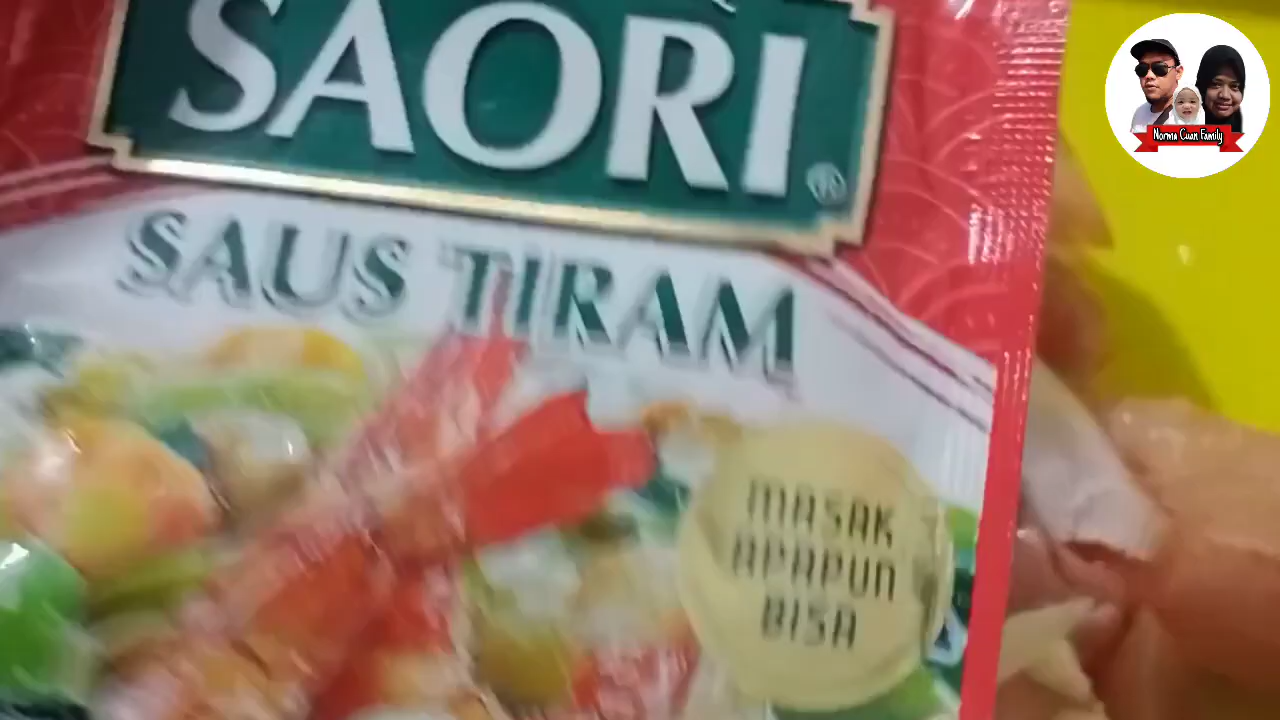 SAORI®
SAUS TIRAM
MASAK
APAPUN
BISA
Norma Cuan Family